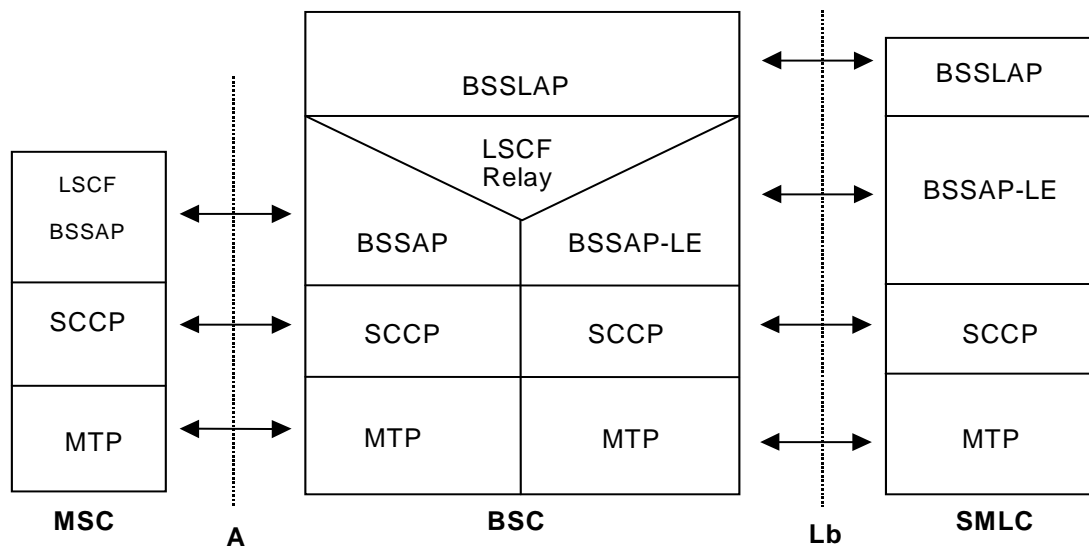 BSSLAP
BSSLAP
LSCF
Relay
LSCF
BSSAP
BSSAP
BSSAP-LE
BSSAP-LE
SCCP
SCCP
SCCP
SCCP
MTP
MTP
MTP
MTP
MSC
A
BSC
Lb
SMLC